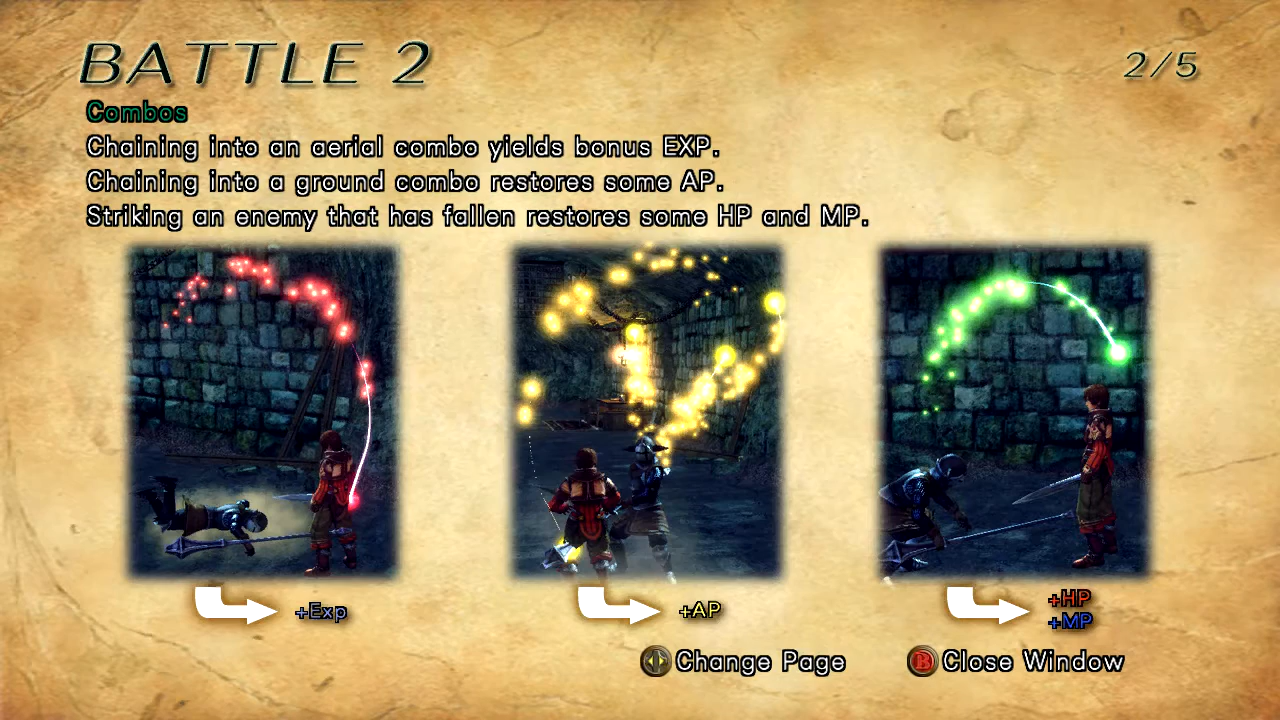 BATTLE 2
2/5
Combos
Chaining into an aerial combo yields bonus EXP.
Chaining into a ground combo restores some AP.
Striking an enemy that has fallen restores some HP and MP.
+Exp
+AP
+HP
+MP
Change Page
B Close Window